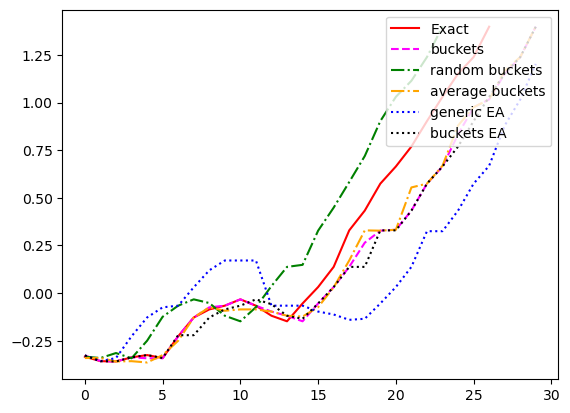 Exact
buckets
random buckets
average buckets
generic EA
buckets EA
1.25
1.00
0.75
0.50
0.25
0.00
−0.25
0 5 10 15 20 25 30